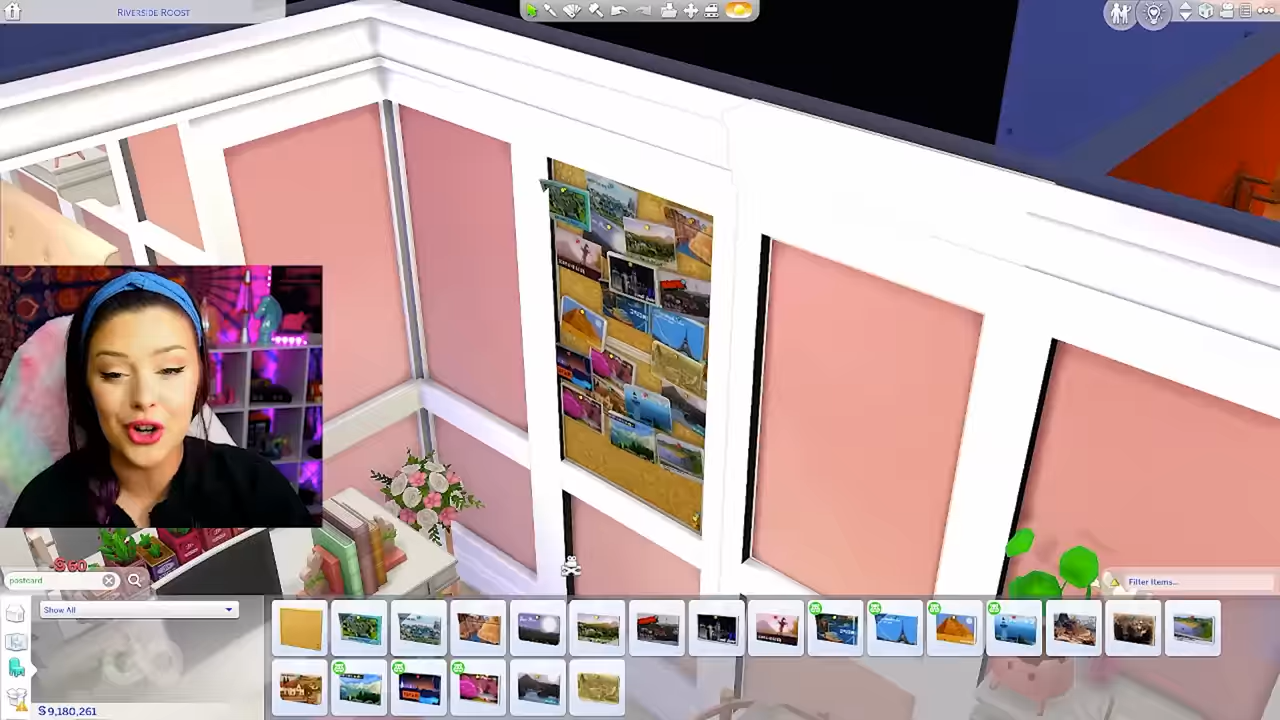 RIVERSIDE ROOST
$60
postcard
Filter Items...
Show All
$9,180,261